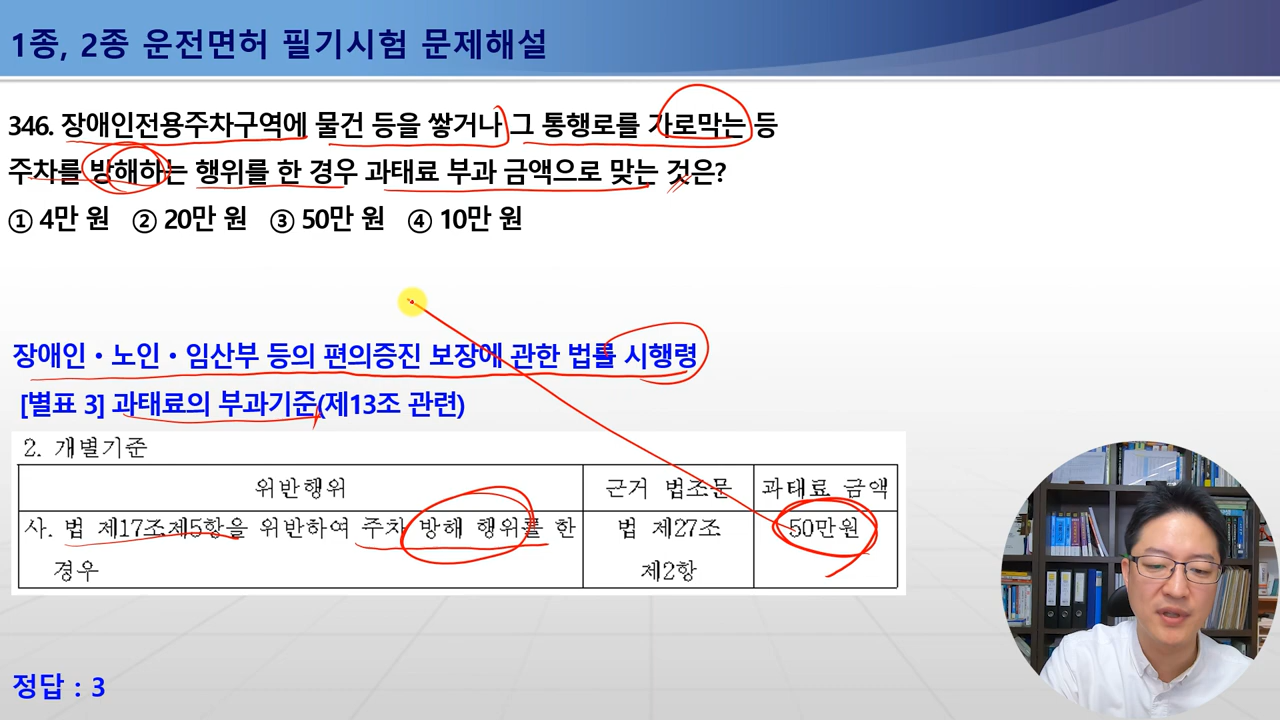 1종, 2종 운전면허 필기시험 문제해설
346. 장애인전용주차구역에 물건 등을 쌓거나 그 통행로를 가로막는 등
주차를 방해하는 행위를 한 경우 과태료 부과 금액으로 맞는 것은?
① 4만 원 ② 20만 원 ③ 50만 원 ④ 10만 원
장애인・노인・임산부 등의 편의증진 보장에 관한 법률 시행령
[별표 3] 과태료의 부과기준(제13조 관련)
2. 개별기준
위반행위 근거 법조문 과태료 금액
사. 법 제17조제5항을 위반하여 주차 방해 행위를 한 법 제27조 50만원
경우 제2항
정답 : 3